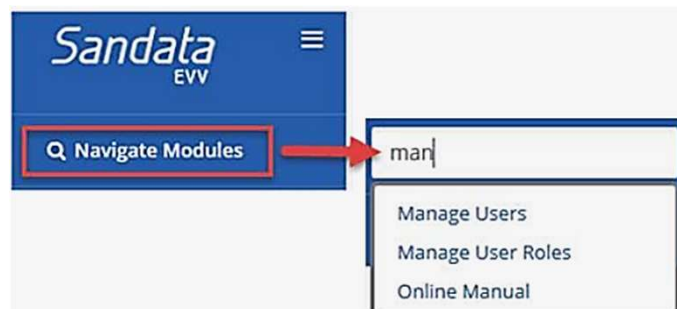 Sandata
EVV
Navigate Modules
man
Manage Users
Manage User Roles
Online Manual